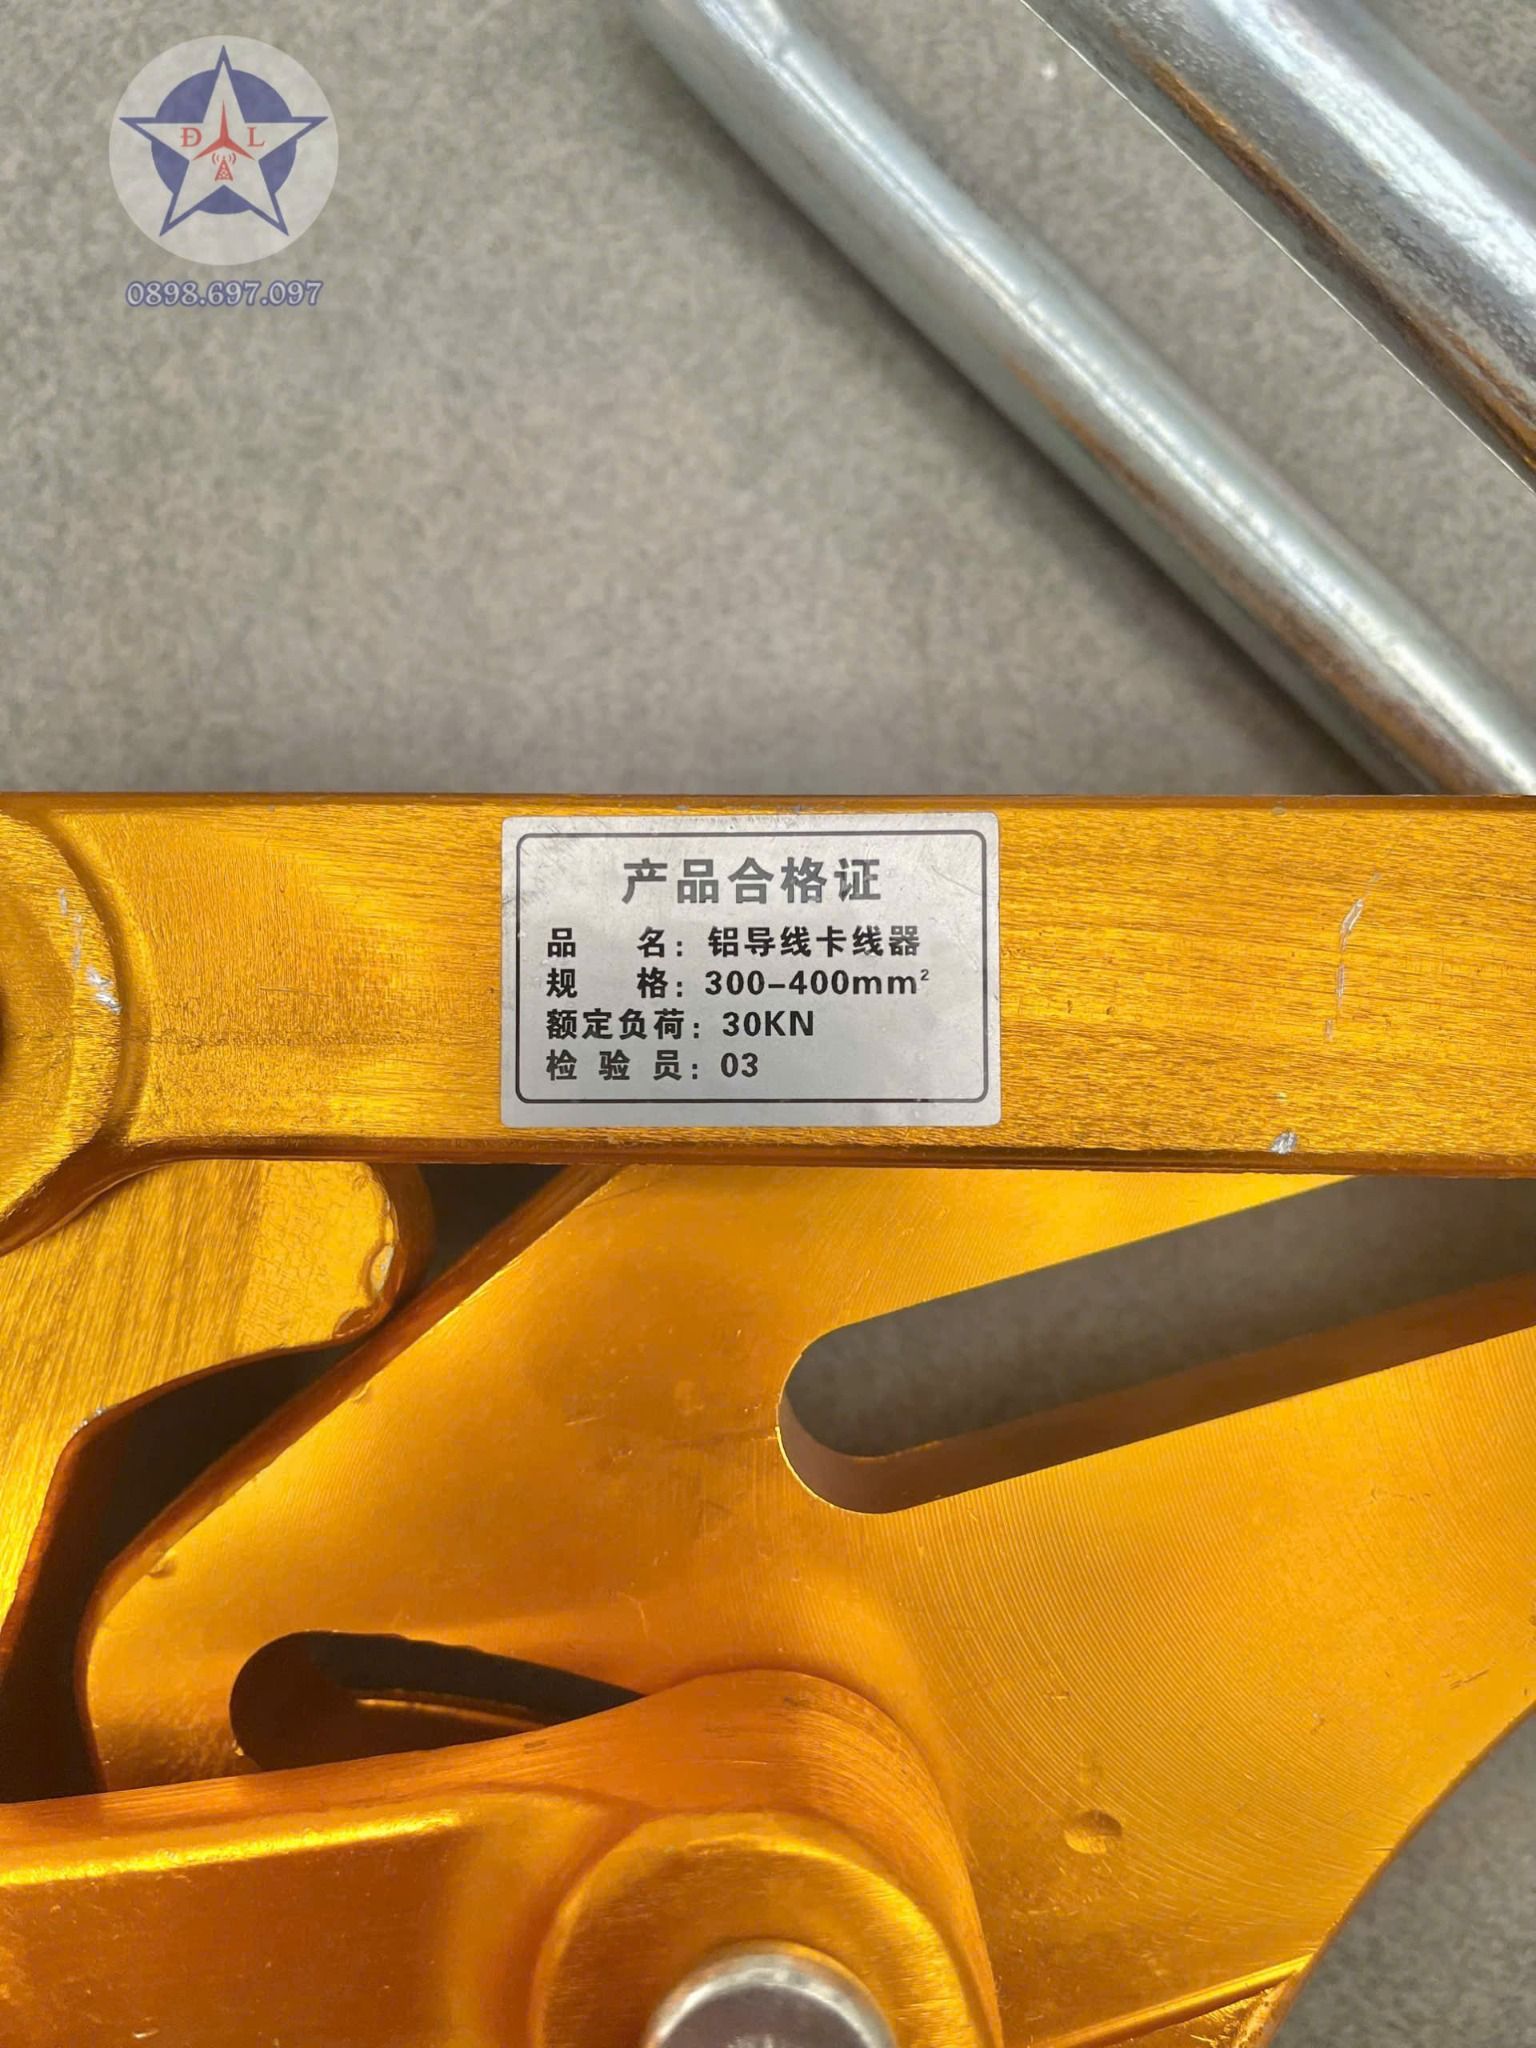 Đ L
0898.697.097
产品合格证
品 名：铝导线卡线器
规 格：300-400mm²
额定负荷：30KN
检 验 员：03